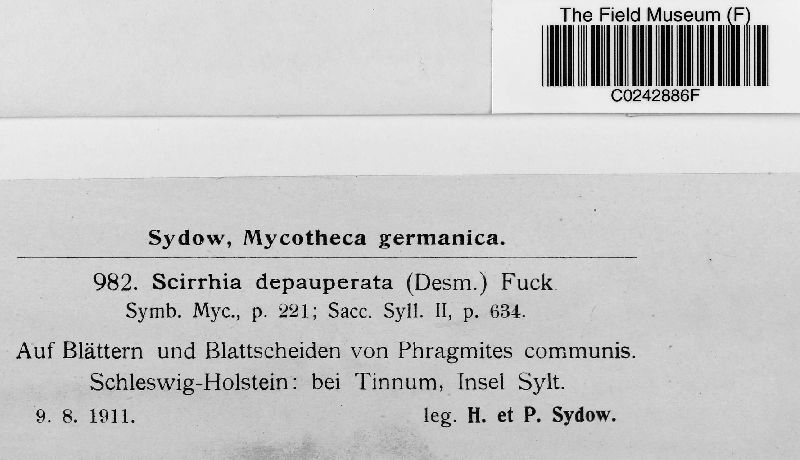 The Field Museum (F)
C0242886F
Sydow, Mycotheca germanica.
982. Scirrhia depauperata (Desm.) Fuck
Symb. Myc., p. 221; Sacc. Syll. II, p. 634.
Auf Blättern und Blattscheiden von Phragmites communis.
Schleswig-Holstein: bei Tinnum, Insel Sylt.
9. 8. 1911. leg. H. et P. Sydow.